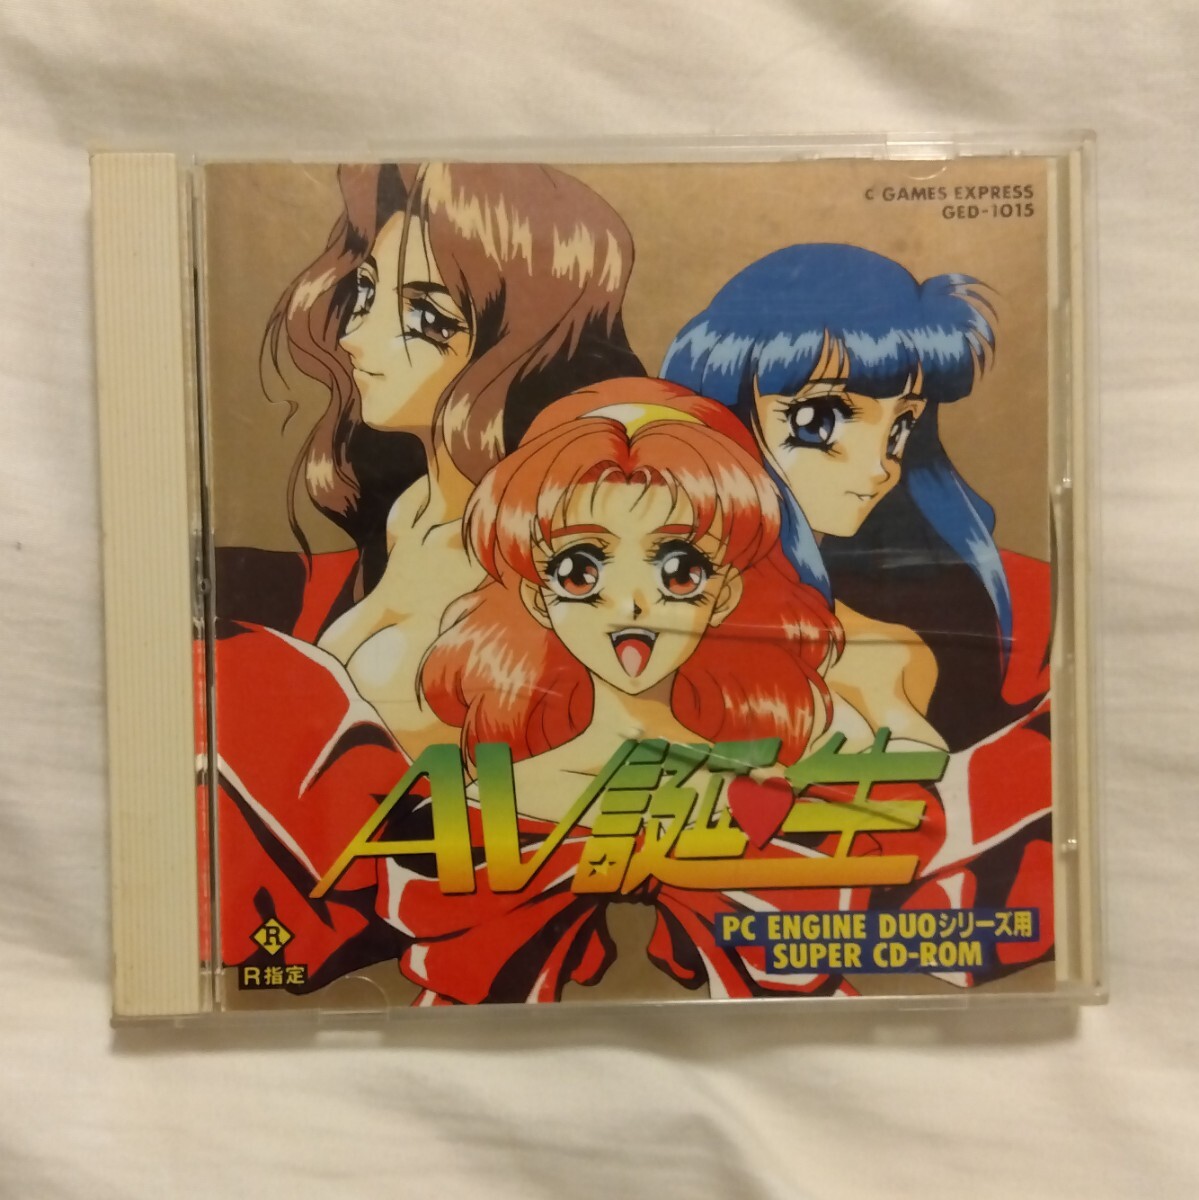 c GAMES EXPRESS
GED-1015
AV誕生
PC ENGINE DUOシリーズ用
SUPER CD-ROM
R
R指定